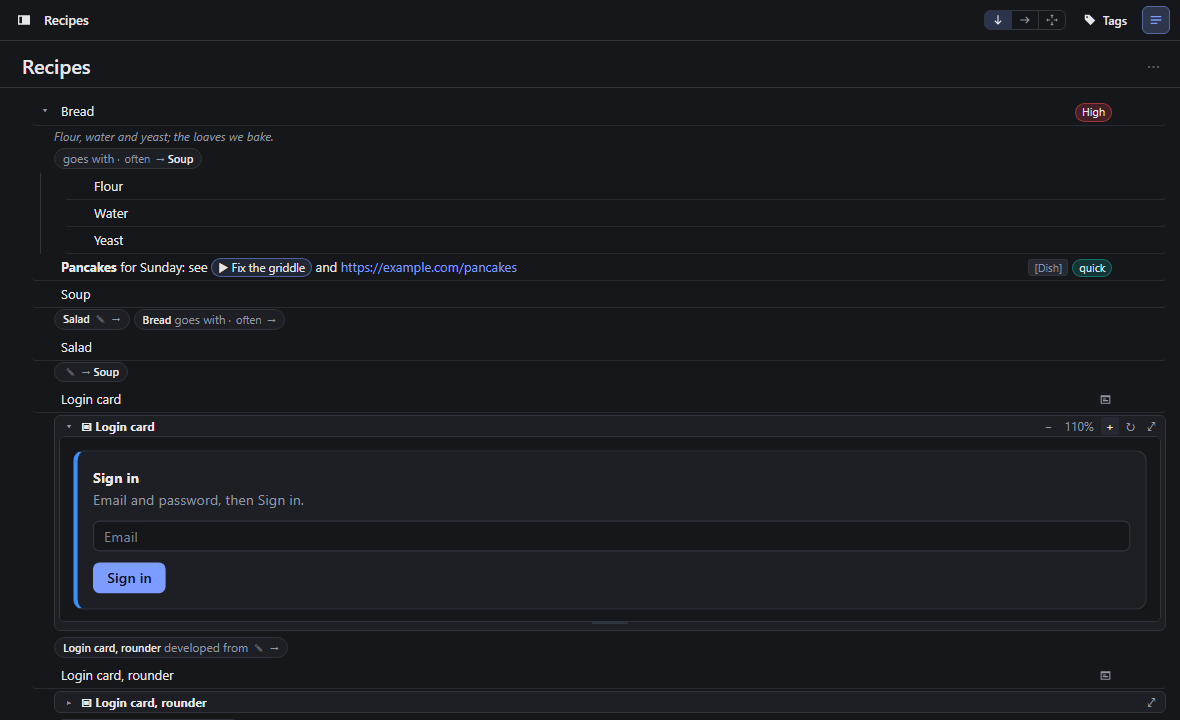 Recipes
Tags
Recipes
Bread
High
Flour, water and yeast; the loaves we bake.
goes with · often → Soup
Flour
Water
Yeast
Pancakes for Sunday: see ▶ Fix the griddle and https://example.com/pancakes
[Dish] quick
Soup
Salad → Bread goes with · often →
Salad
→ Soup
Login card
Login card
− 110% +
Sign in
Email and password, then Sign in.
Email
Sign in
Login card, rounder developed from →
Login card, rounder
Login card, rounder